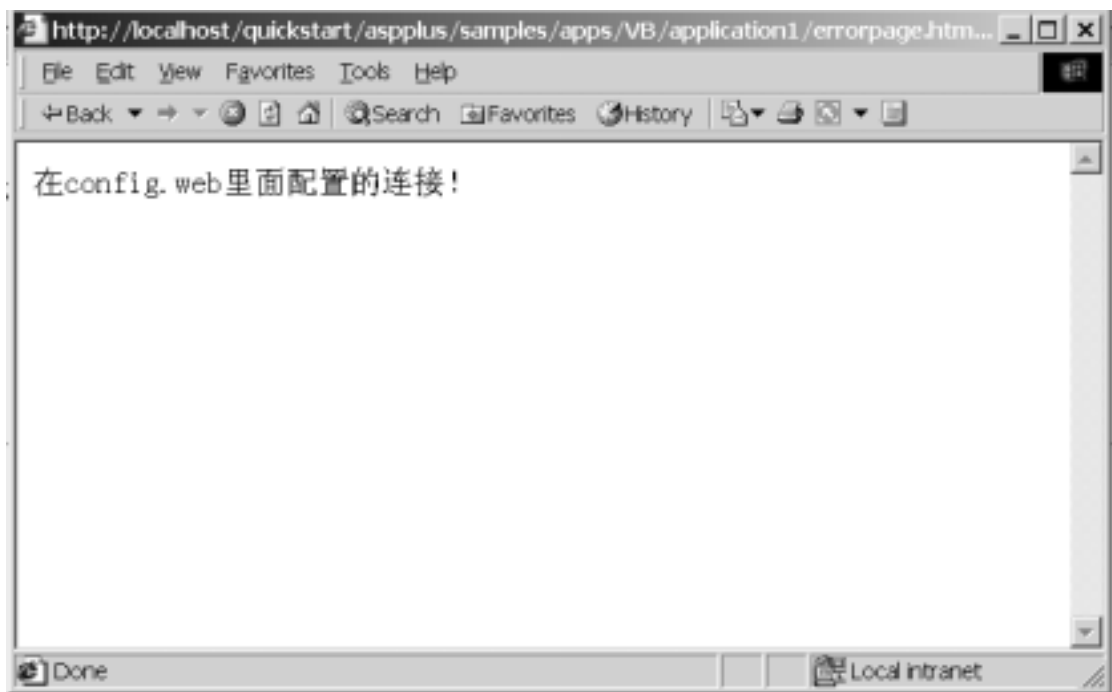 http://localhost/quickstart/aspplus/samples/apps/VB/application1/errorpage.htm...
File Edit View Favorites Tools Help
Back Search Favorites History
在config.web里面配置的连接!
Done Local intranet